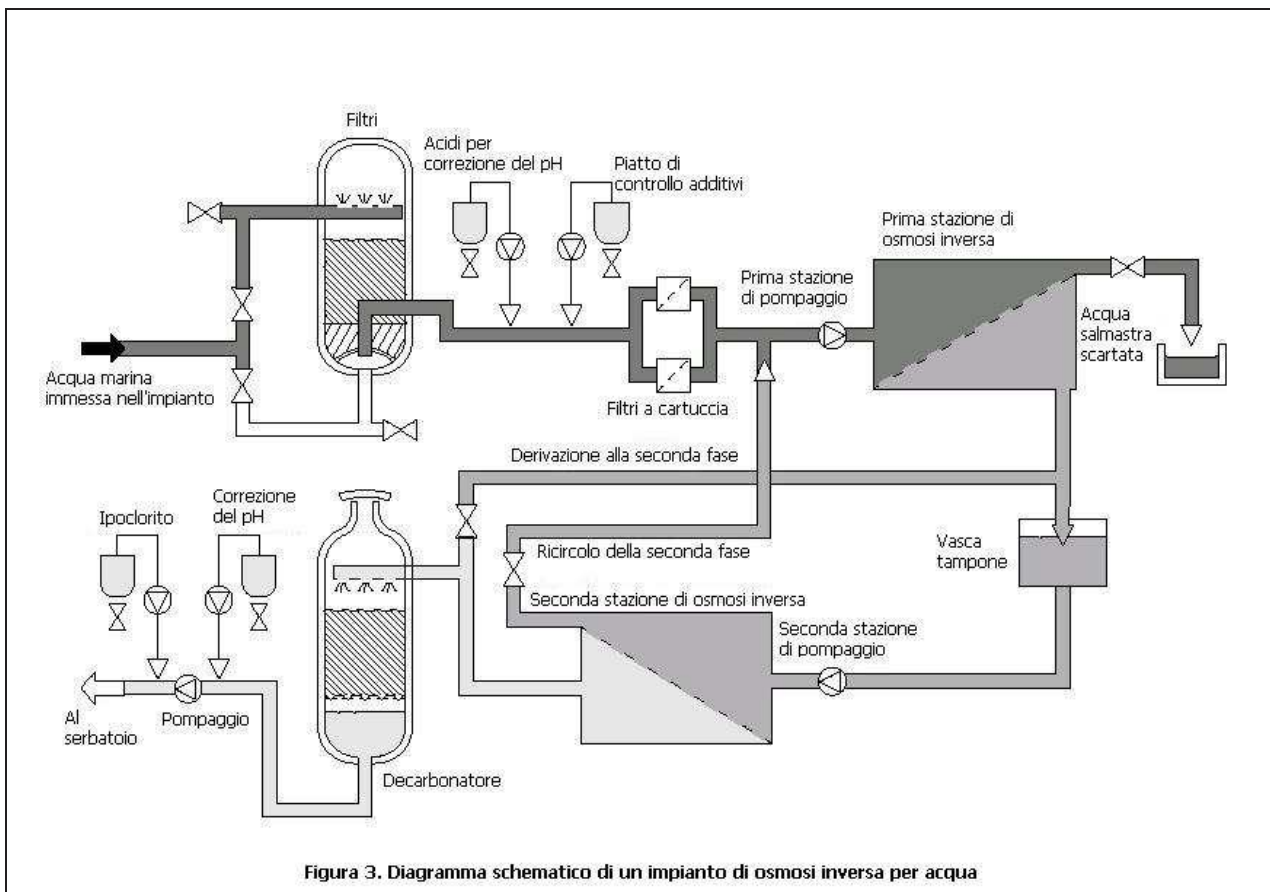 Filtri
Acidi per
correzione del pH
Piatto di
controllo additivi
Prima stazione di
osmosi inversa
Prima stazione
di pompaggio
Acqua
salmastra
scartata
Acqua marina
immessa nell'impianto
Filtri a cartuccia
Derivazione alla seconda fase
Ipoclorito
Correzione
del pH
Ricircolo della seconda fase
Vasca
tampone
Seconda stazione di osmosi inversa
Seconda stazione
di pompaggio
Al
serbatoio
Pompaggio
Decarbonatore
Figura 3. Diagramma schematico di un impianto di osmosi inversa per acqua